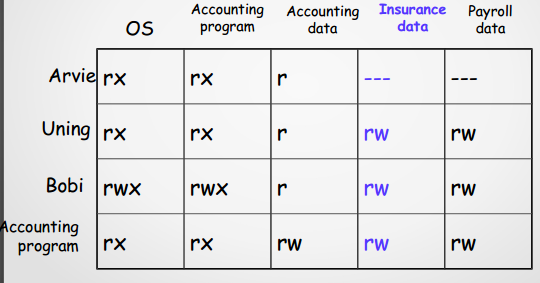 OS Accounting program Accounting data Insurance data Payroll data
Arvie rx rx r --- ---
Uning rx rx r rw rw
Bobi rwx rwx r rw rw
Accounting program rx rx rw rw rw